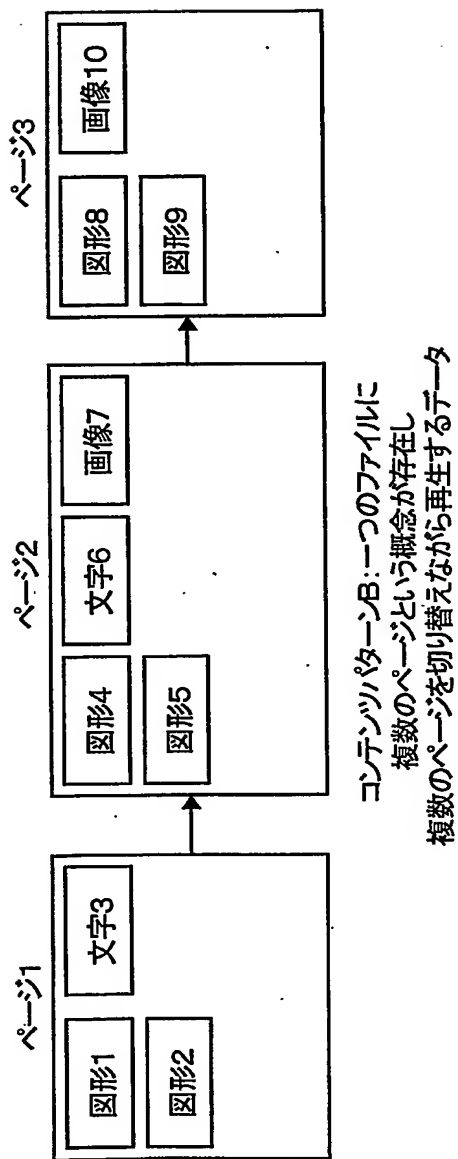 ページ1
図形1
文字3
図形2
ページ2
図形4
文字6
画像7
図形5
ページ3
図形8
画像10
図形9
コンテンツパターンB:一つのファイルに
複数のページという概念が存在し
複数のページを切り替えながら再生するデータ